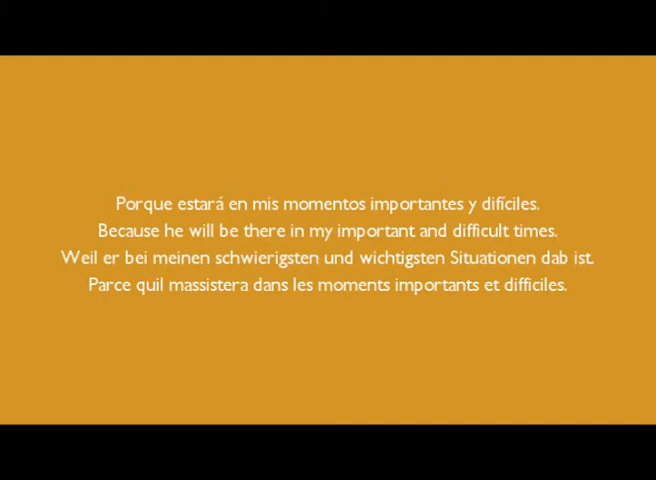 Porque estará en mis momentos importantes y difíciles.
Because he will be there in my important and difficult times.
Weil er bei meinen schwierigsten und wichtigsten Situationen dab ist.
Parce quil massistera dans les moments importants et difficiles.